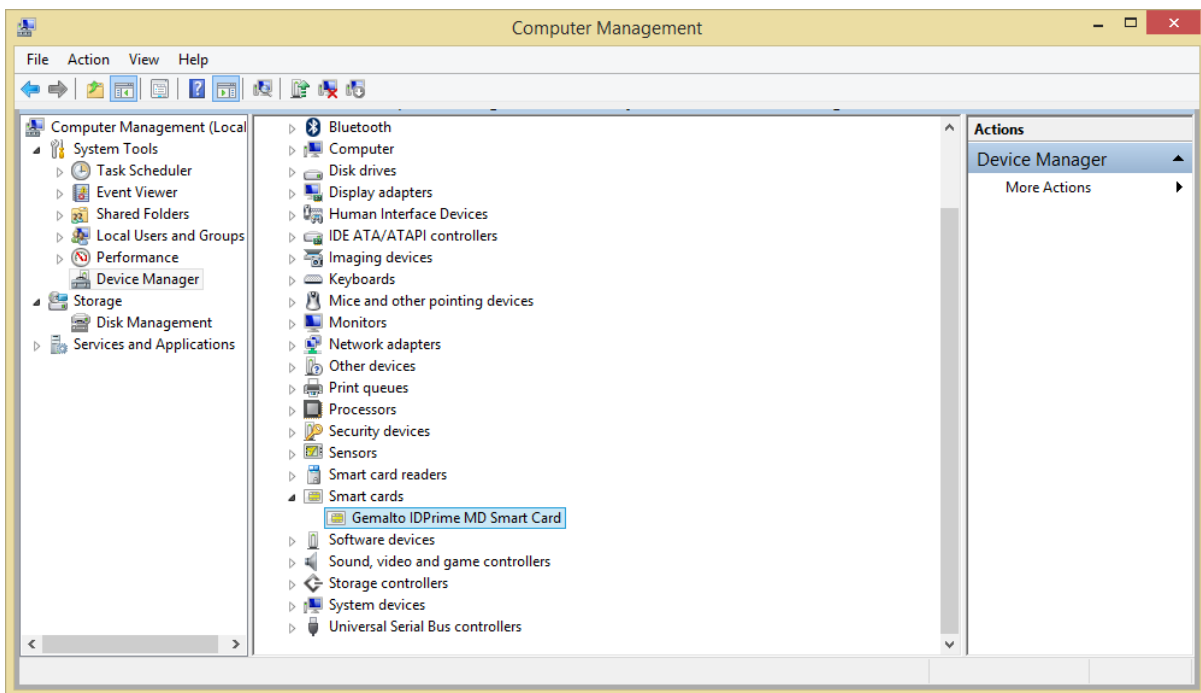 Computer Management
File Action View Help
Computer Management (Local
System Tools
Task Scheduler
Event Viewer
Shared Folders
Local Users and Groups
Performance
Device Manager
Storage
Disk Management
Services and Applications
Bluetooth
Computer
Disk drives
Display adapters
Human Interface Devices
IDE ATA/ATAPI controllers
Imaging devices
Keyboards
Mice and other pointing devices
Monitors
Network adapters
Other devices
Print queues
Processors
Security devices
Sensors
Smart card readers
Smart cards
Gemalto IDPrime MD Smart Card
Software devices
Sound, video and game controllers
Storage controllers
System devices
Universal Serial Bus controllers
Actions
Device Manager
More Actions